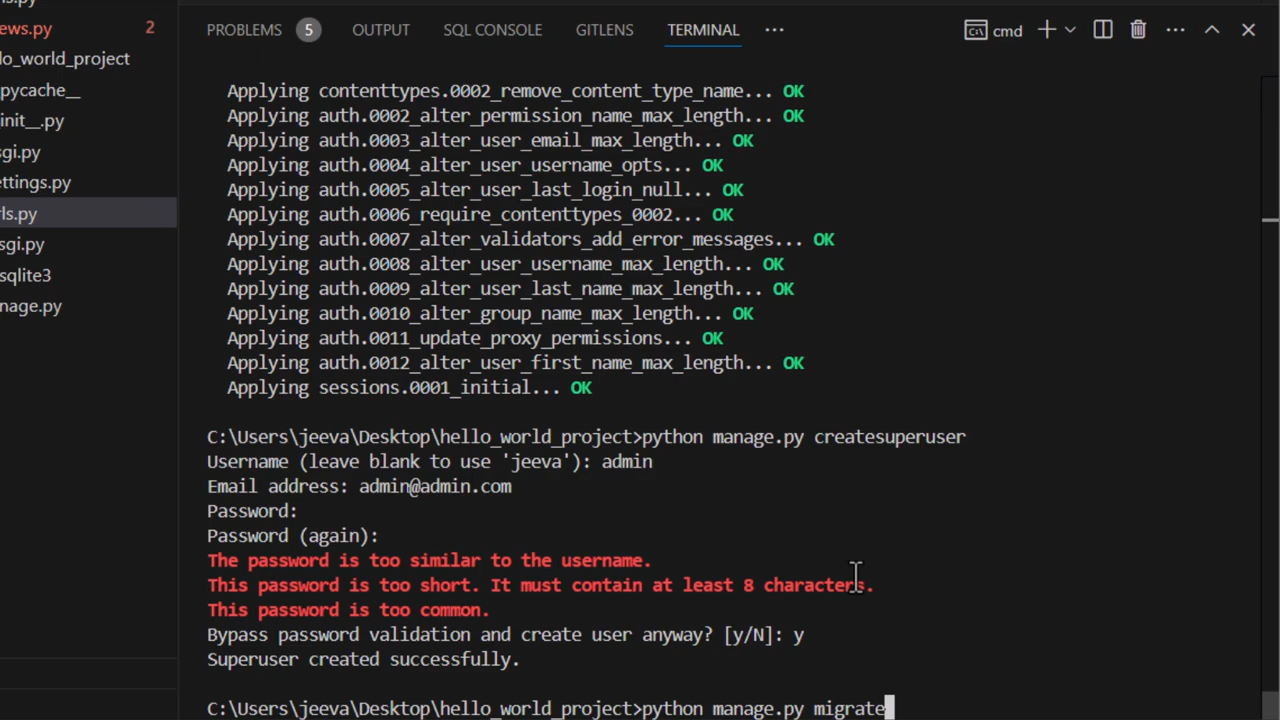 ews.py 2
lo_world_project
pycache__
init__.py
sgi.py
ettings.py
rls.py
sgi.py
sqlite3
nage.py
PROBLEMS 5 OUTPUT SQL CONSOLE GITLENS TERMINAL ... cmd
Applying contenttypes.0002_remove_content_type_name... OK
Applying auth.0002_alter_permission_name_max_length... OK
Applying auth.0003_alter_user_email_max_length... OK
Applying auth.0004_alter_user_username_opts... OK
Applying auth.0005_alter_user_last_login_null... OK
Applying auth.0006_require_contenttypes_0002... OK
Applying auth.0007_alter_validators_add_error_messages... OK
Applying auth.0008_alter_user_username_max_length... OK
Applying auth.0009_alter_user_last_name_max_length... OK
Applying auth.0010_alter_group_name_max_length... OK
Applying auth.0011_update_proxy_permissions... OK
Applying auth.0012_alter_user_first_name_max_length... OK
Applying sessions.0001_initial... OK
C:\Users\jeeva\Desktop\hello_world_project>python manage.py createsuperuser
Username (leave blank to use 'jeeva'): admin
Email address: admin@admin.com
Password:
Password (again):
The password is too similar to the username.
This password is too short. It must contain at least 8 characters.
This password is too common.
Bypass password validation and create user anyway? [y/N]: y
Superuser created successfully.
C:\Users\jeeva\Desktop\hello_world_project>python manage.py migrate